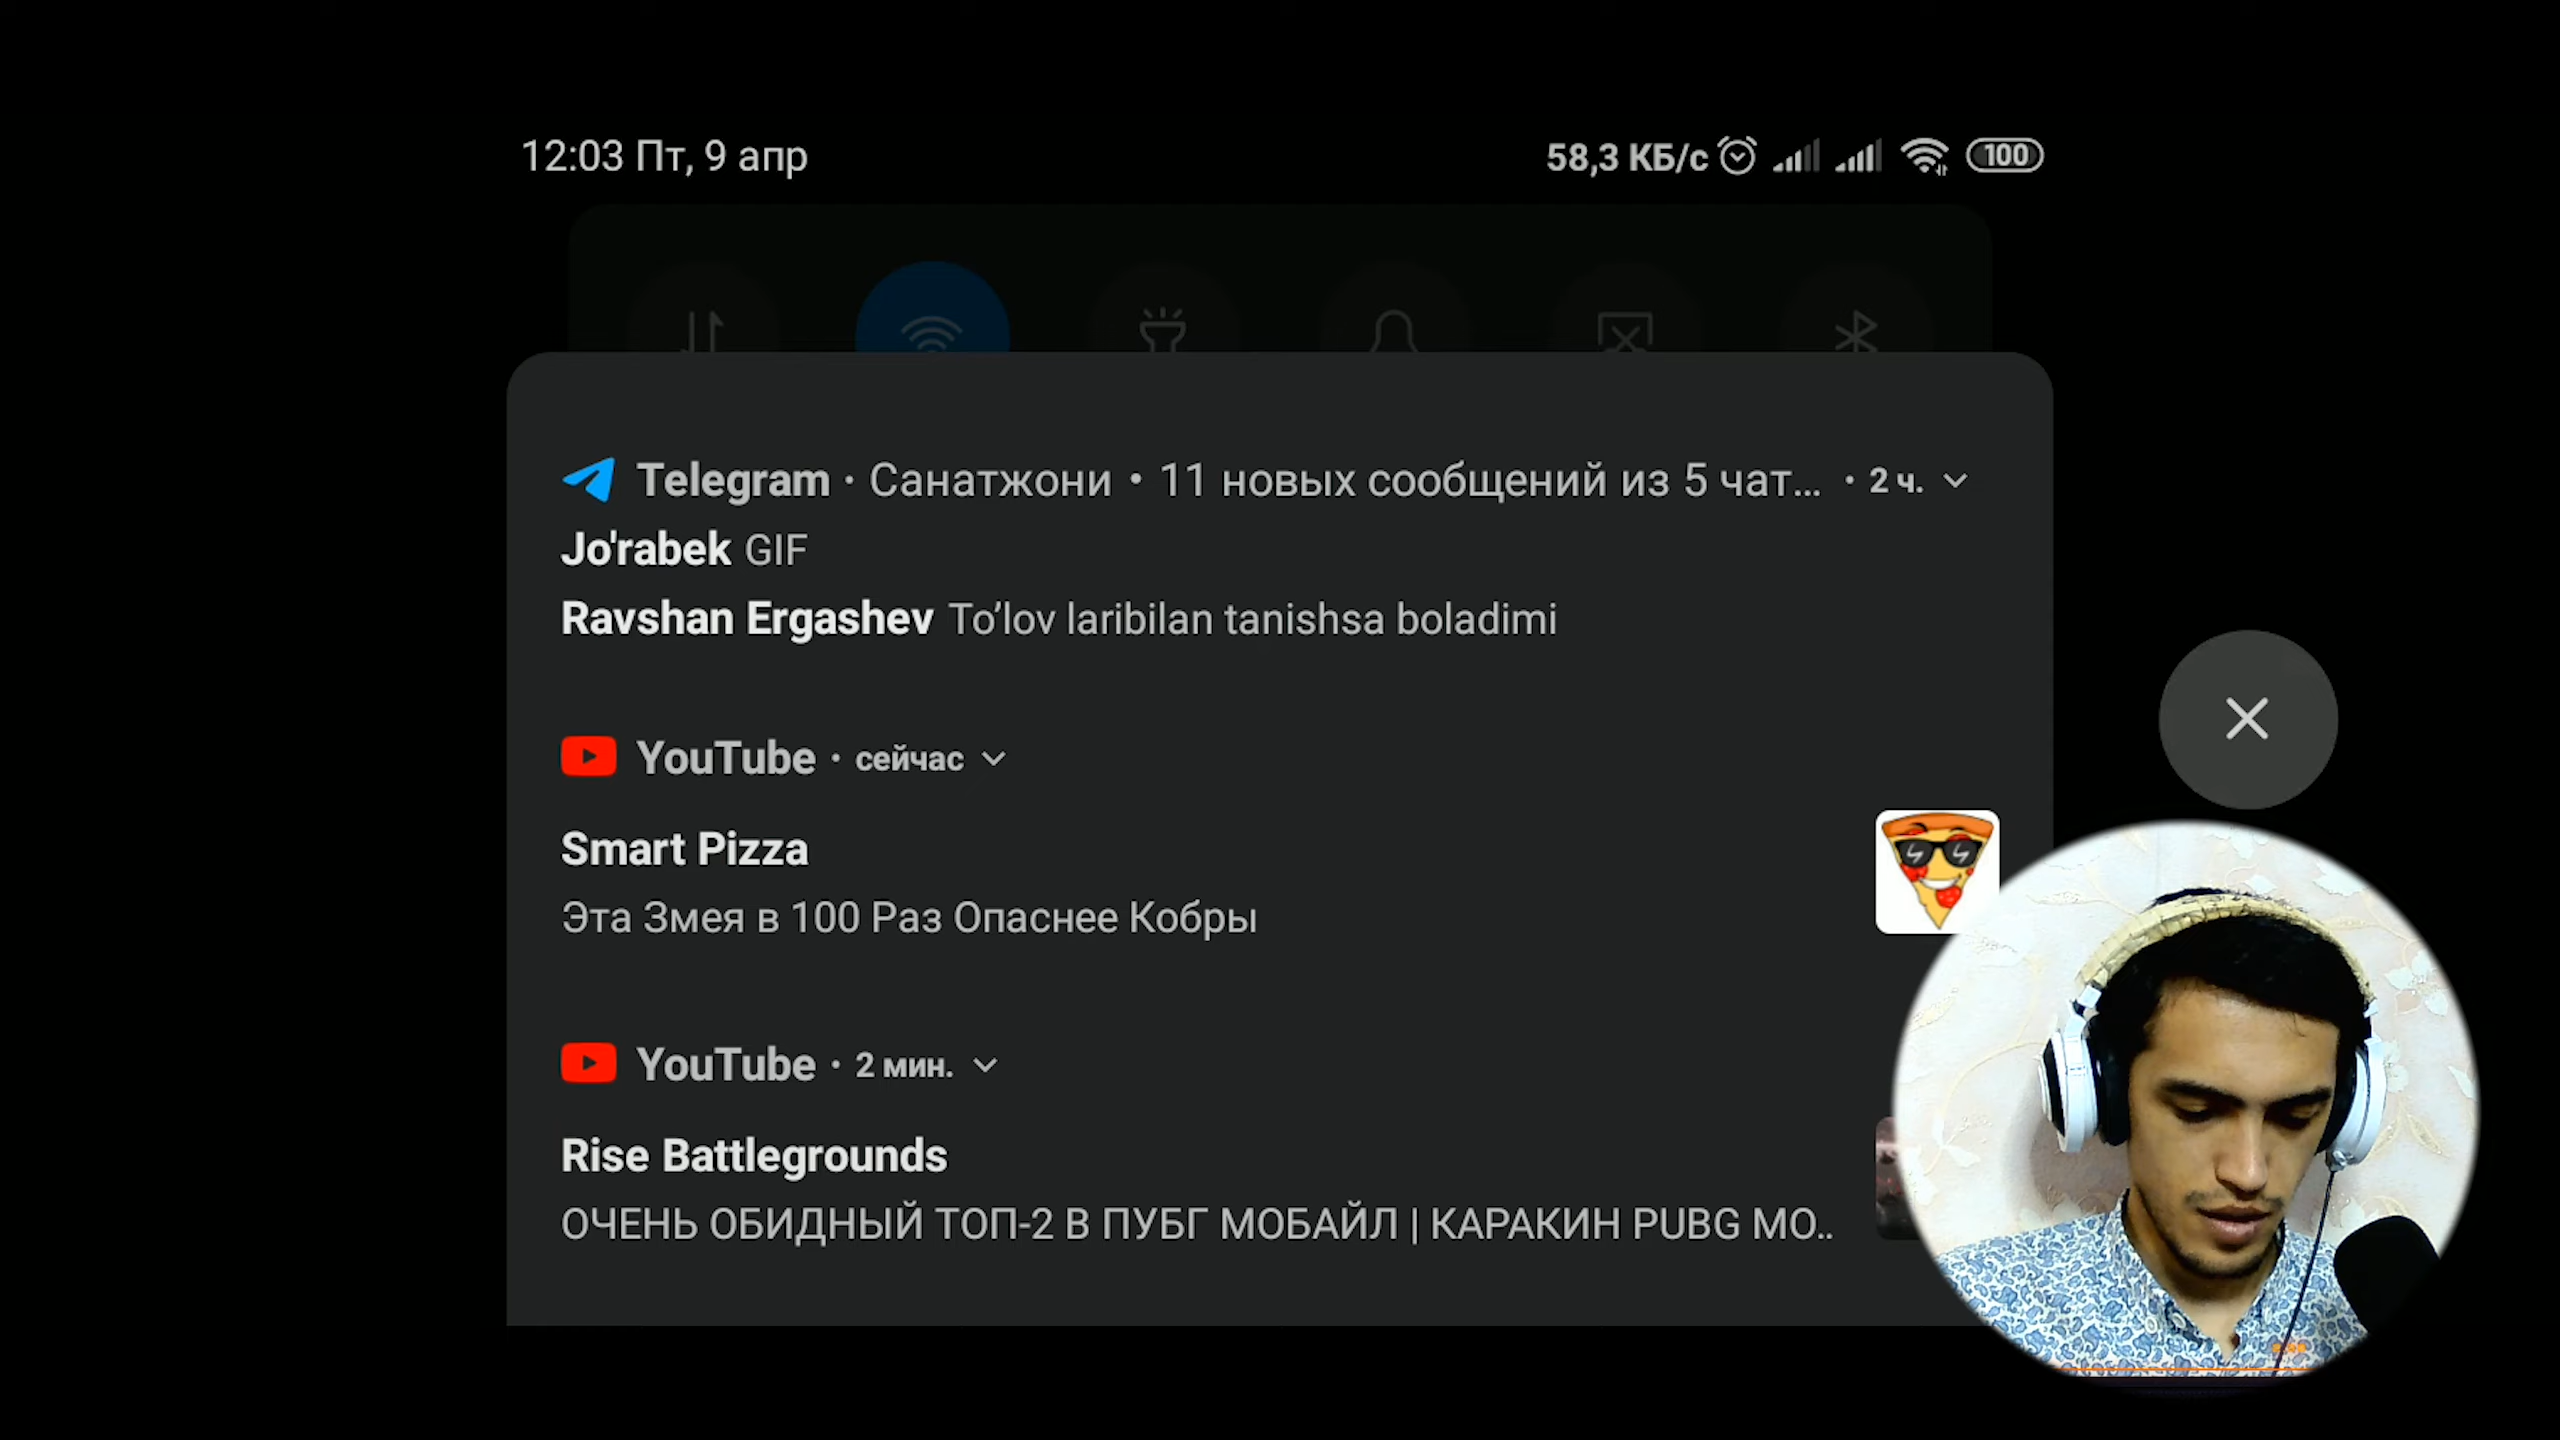 12:03 Пт, 9 апр
58,3 КБ/с 100
Telegram · Санатжони • 11 новых сообщений из 5 чат... · 2 ч.
Jo'rabek GIF
Ravshan Ergashev To’lov laribilan tanishsa boladimi
YouTube · сейчас
Smart Pizza
Эта Змея в 100 Раз Опаснее Кобры
YouTube · 2 мин.
Rise Battlegrounds
ОЧЕНЬ ОБИДНЫЙ ТОП-2 В ПУБГ МОБАЙЛ | КАРАКИН PUBG MO..